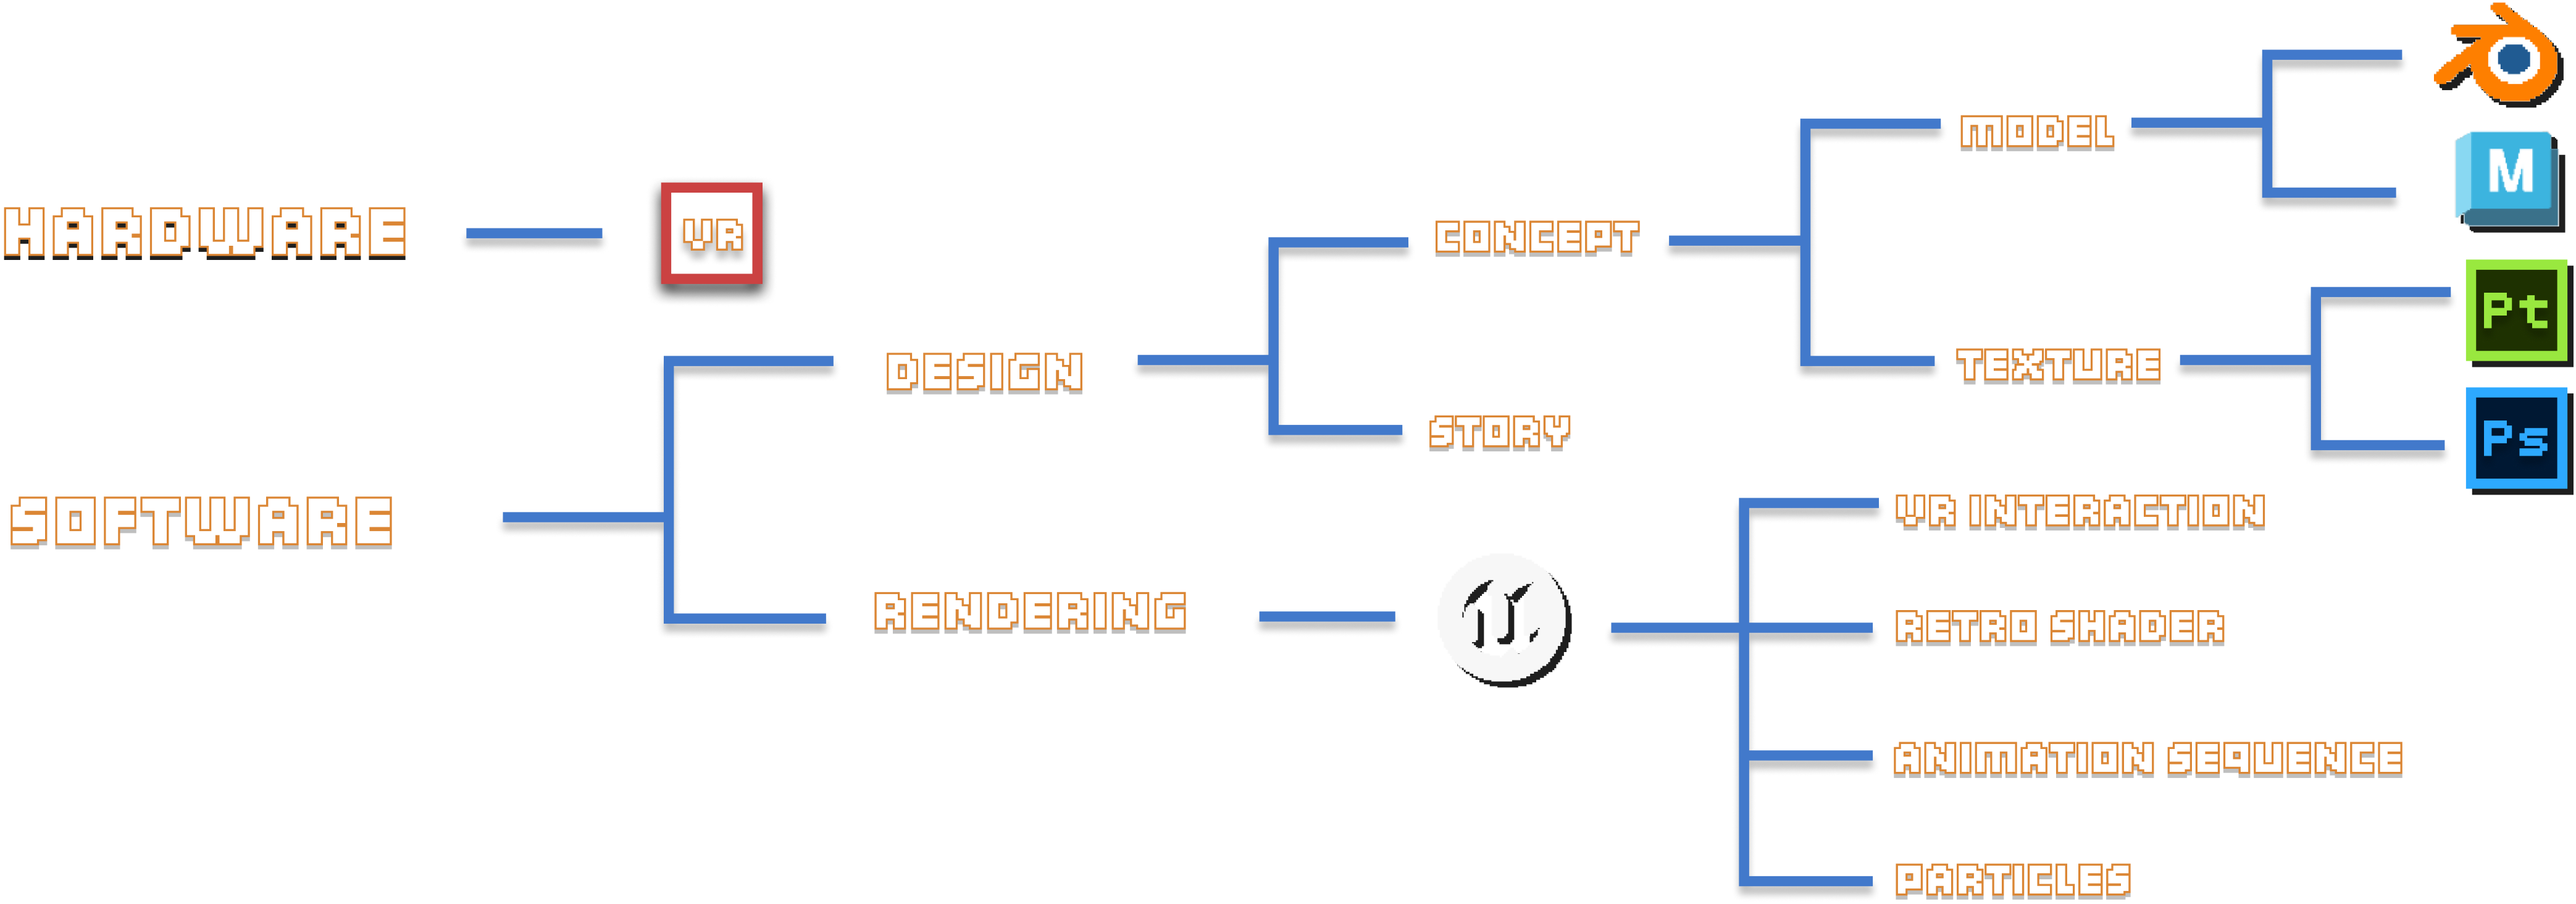 MODEL
M
HARDWARE
VR
CONCEPT
Pt
DESIGN
TEXTURE
STORY
Ps
SOFTWARE
VR INTERACTION
RENDERING
RETRO SHADER
ANIMATION SEQUENCE
PARTICLES